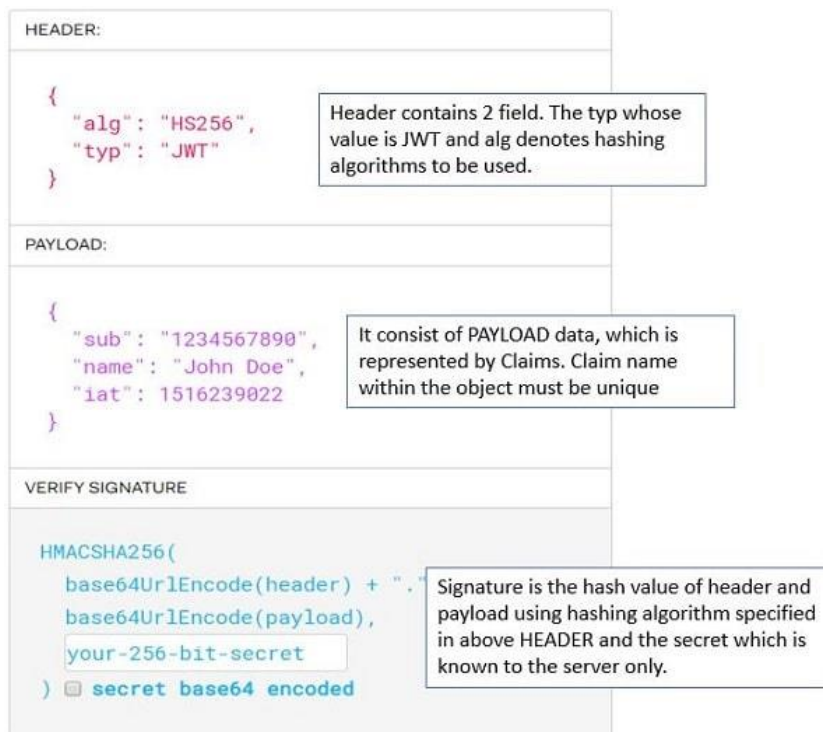 HEADER:
{
"alg": "HS256",
"typ": "JWT"
}
Header contains 2 field. The typ whose
value is JWT and alg denotes hashing
algorithms to be used.
PAYLOAD:
{
"sub": "1234567890",
"name": "John Doe",
"iat": 1516239022
}
It consist of PAYLOAD data, which is
represented by Claims. Claim name
within the object must be unique
VERIFY SIGNATURE
HMACSHA256(
base64UrlEncode(header) + "."
base64UrlEncode(payload),
your-256-bit-secret
) secret base64 encoded
Signature is the hash value of header and
payload using hashing algorithm specified
in above HEADER and the secret which is
known to the server only.